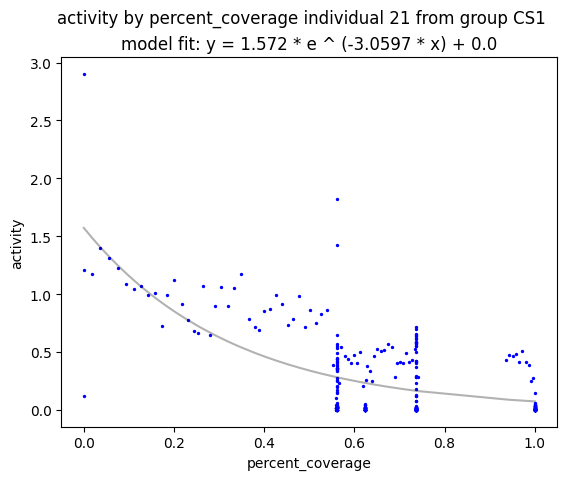 activity by percent_coverage individual 21 from group CS1
model fit: y = 1.572 * e ^ (-3.0597 * x) + 0.0
3.0
2.5
2.0
1.5
1.0
0.5
0.0
activity
0.0 0.2 0.4 0.6 0.8 1.0
percent_coverage